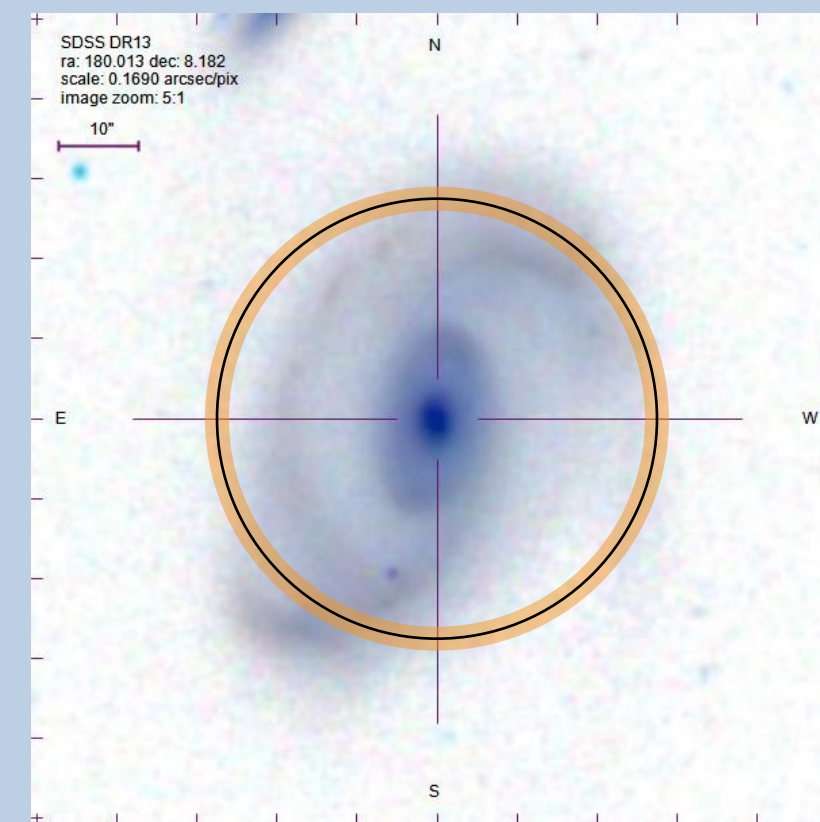 SDSS DR13
ra: 180.013 dec: 8.182
scale: 0.1690 arcsec/pix
image zoom: 5:1
10"
N
E
W
S